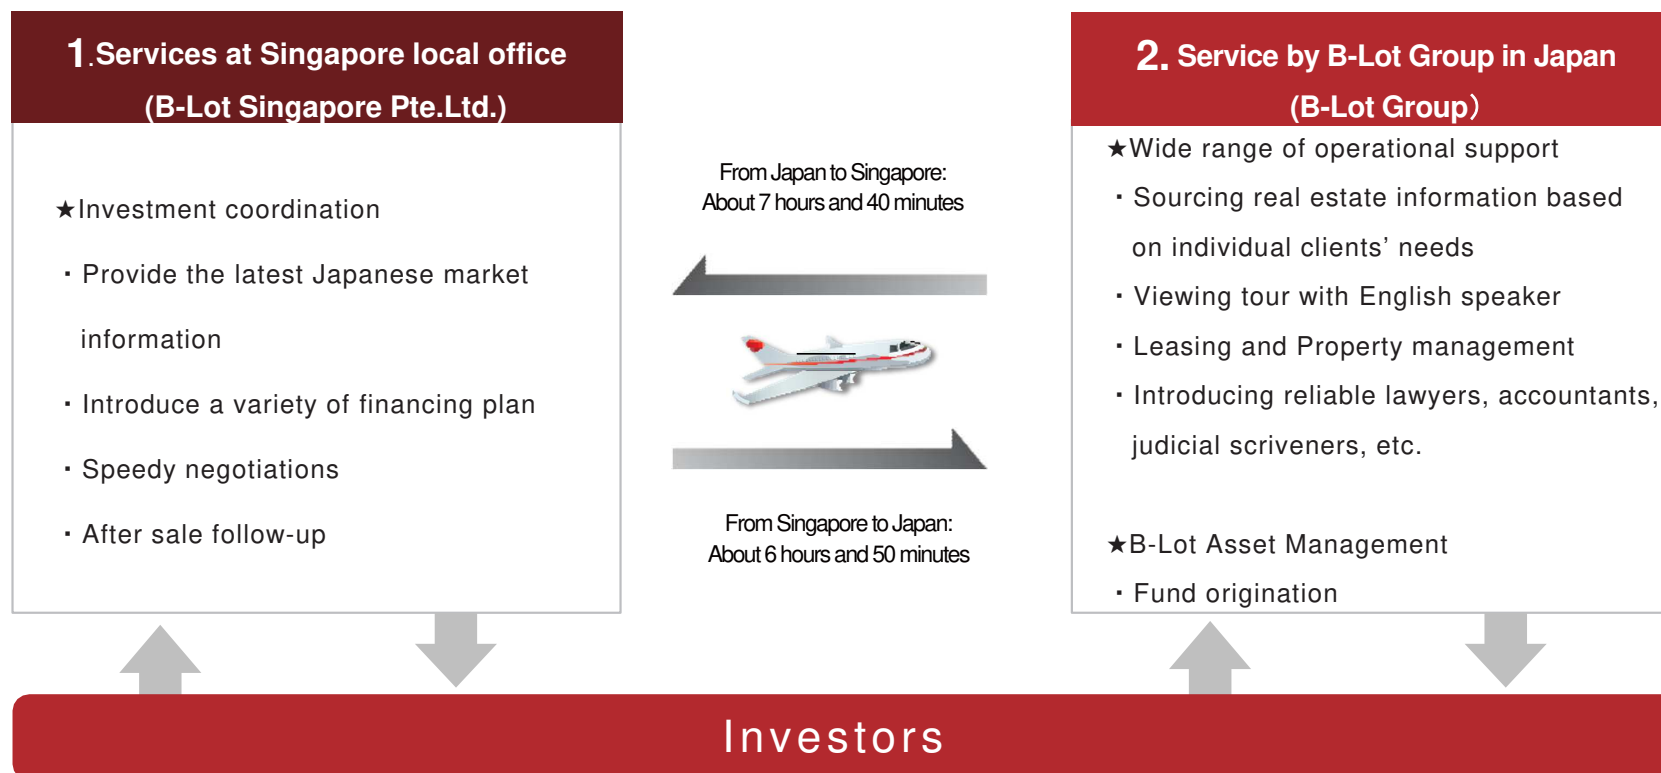 1.Services at Singapore local office
(B-Lot Singapore Pte.Ltd.)
★Investment coordination
・Provide the latest Japanese market
information
・Introduce a variety of financing plan
・Speedy negotiations
・After sale follow-up
From Japan to Singapore:
About 7 hours and 40 minutes
From Singapore to Japan:
About 6 hours and 50 minutes
2. Service by B-Lot Group in Japan
(B-Lot Group）
★Wide range of operational support
・Sourcing real estate information based
on individual clients’ needs
・Viewing tour with English speaker
・Leasing and Property management
・Introducing reliable lawyers, accountants,
judicial scriveners, etc.
★B-Lot Asset Management
・Fund origination
Investors